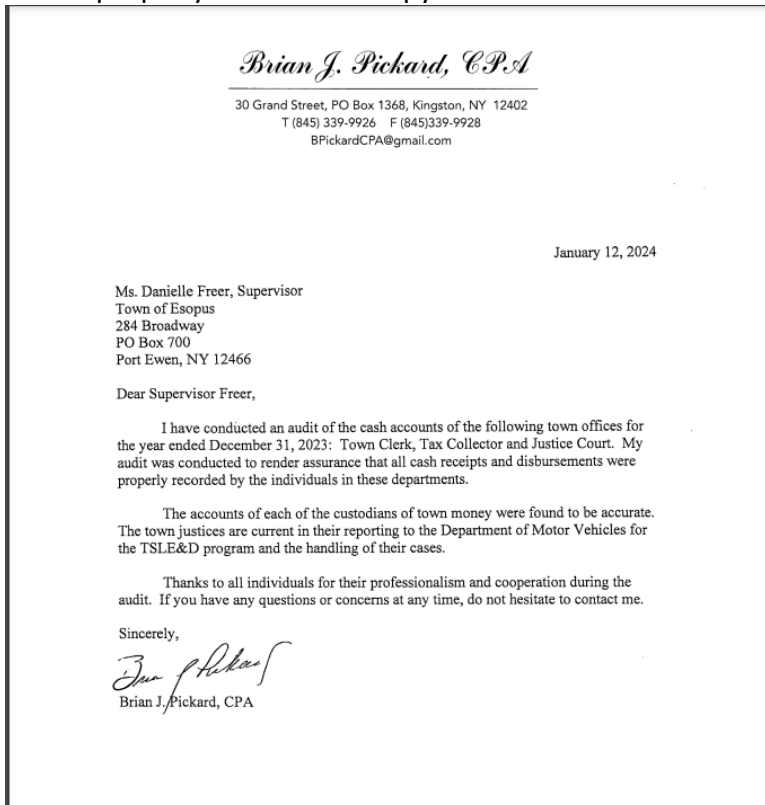 Brian J. Pickard, CPA
30 Grand Street, PO Box 1368, Kingston, NY 12402
T (845) 339-9926 F (845)339-9928
BPickardCPA@gmail.com
January 12, 2024
Ms. Danielle Freer, Supervisor
Town of Esopus
284 Broadway
PO Box 700
Port Ewen, NY 12466
Dear Supervisor Freer,
I have conducted an audit of the cash accounts of the following town offices for
the year ended December 31, 2023: Town Clerk, Tax Collector and Justice Court. My
audit was conducted to render assurance that all cash receipts and disbursements were
properly recorded by the individuals in these departments.
The accounts of each of the custodians of town money were found to be accurate.
The town justices are current in their reporting to the Department of Motor Vehicles for
the TSLE&D program and the handling of their cases.
Thanks to all individuals for their professionalism and cooperation during the
audit. If you have any questions or concerns at any time, do not hesitate to contact me.
Sincerely,
Brian J Pickard
Brian J. Pickard, CPA